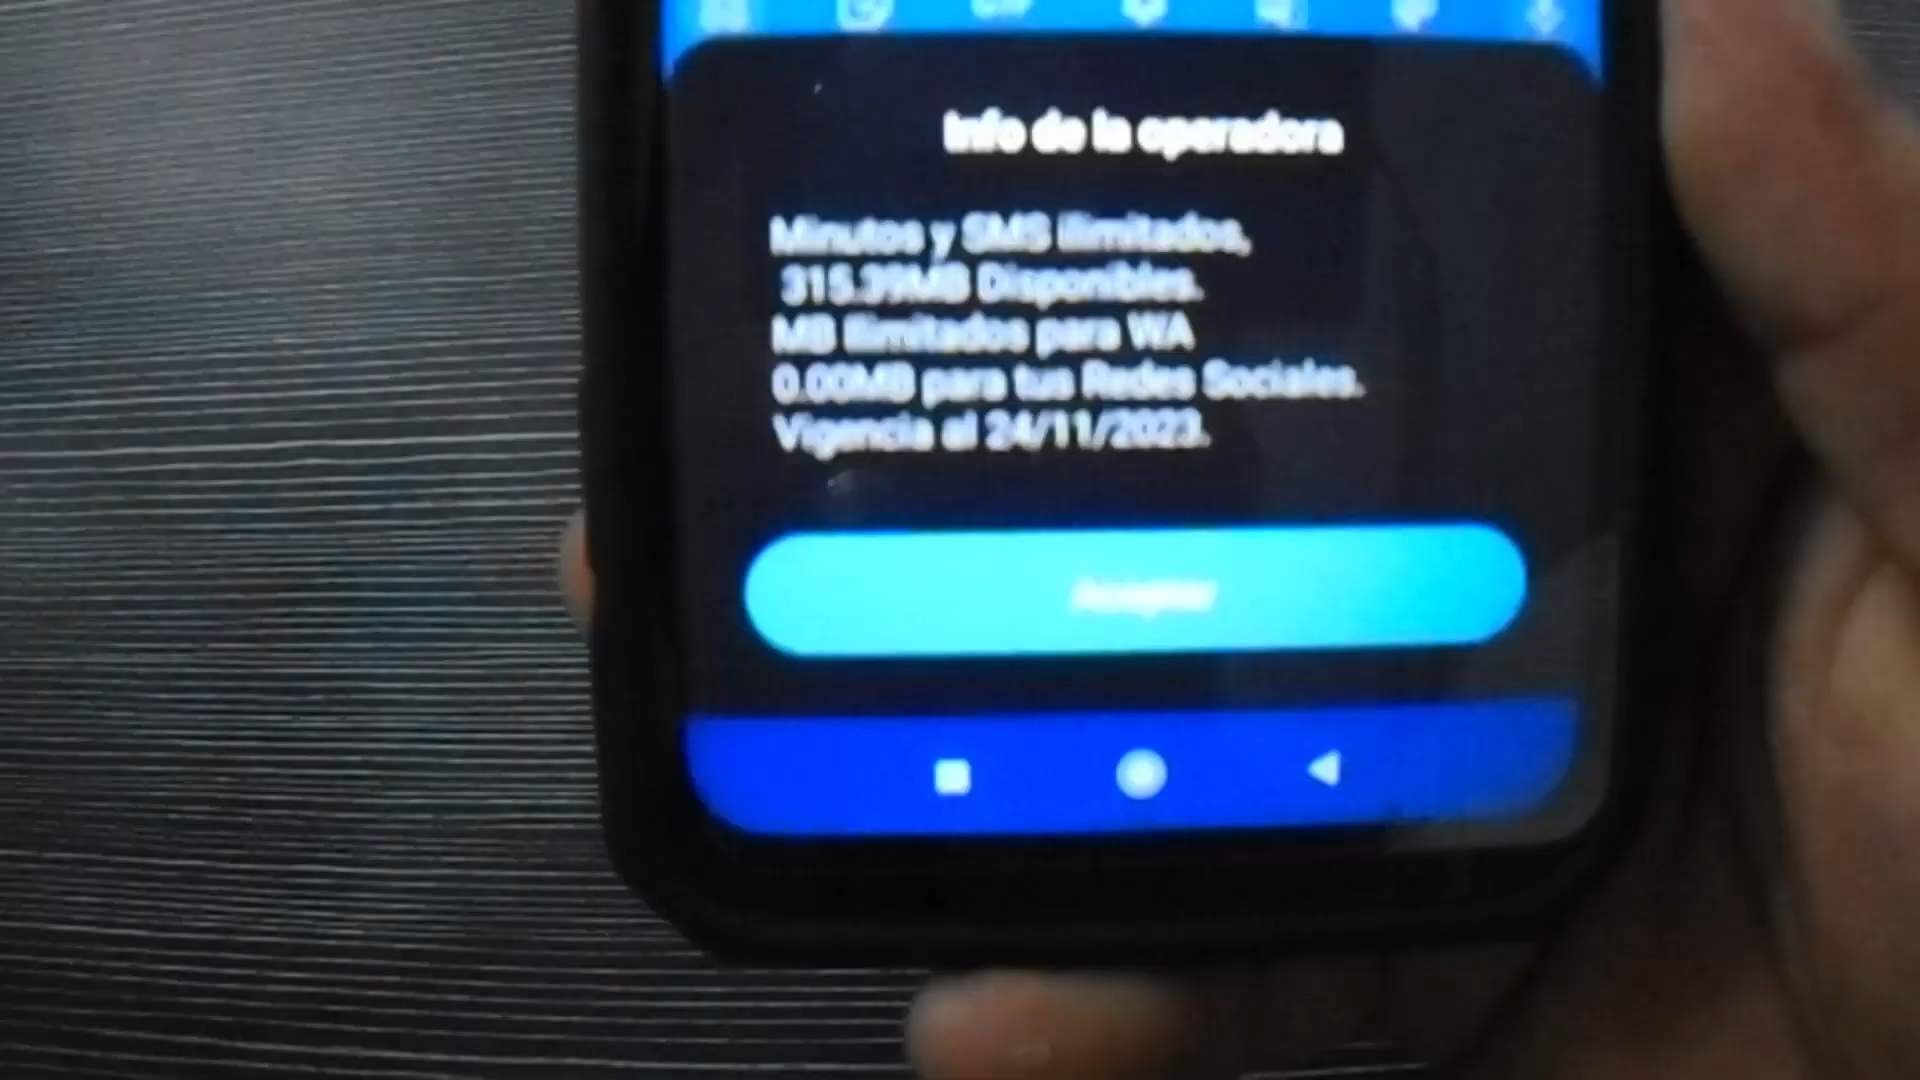 Info de la operadora
Minutos y SMS Ilimitados,
315.39MB Disponibles.
MB Ilimitados para WA
0.00MB para tus Redes Sociales.
Vigencia al 24/11/2023.
Aceptar